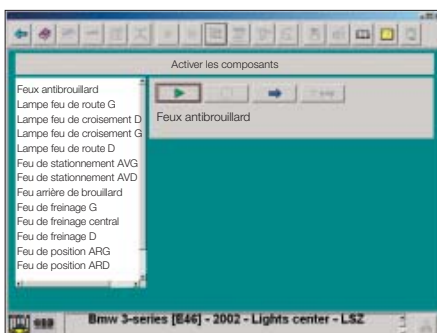 Activer les composants
Feux antibrouillard
Lampe feu de route G
Lampe feu de croisement D
Lampe feu de croisement G
Lampe feu de route D
Feu de stationnement AVG
Feu de stationnement AVD
Feu arrière de brouillard
Feu de freinage G
Feu de freinage central
Feu de freinage D
Feu de position ARG
Feu de position ARD
Feux antibrouillard
Bmw 3-series [E46] - 2002 - Lights center - LSZ